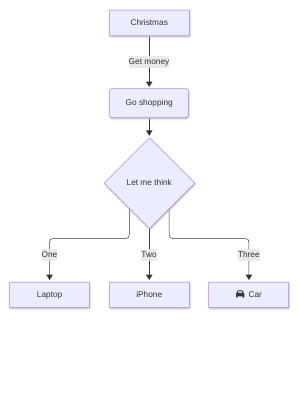 Christmas
Get money
Go shopping
Let me think
One
Two
Three
Laptop
iPhone
Car